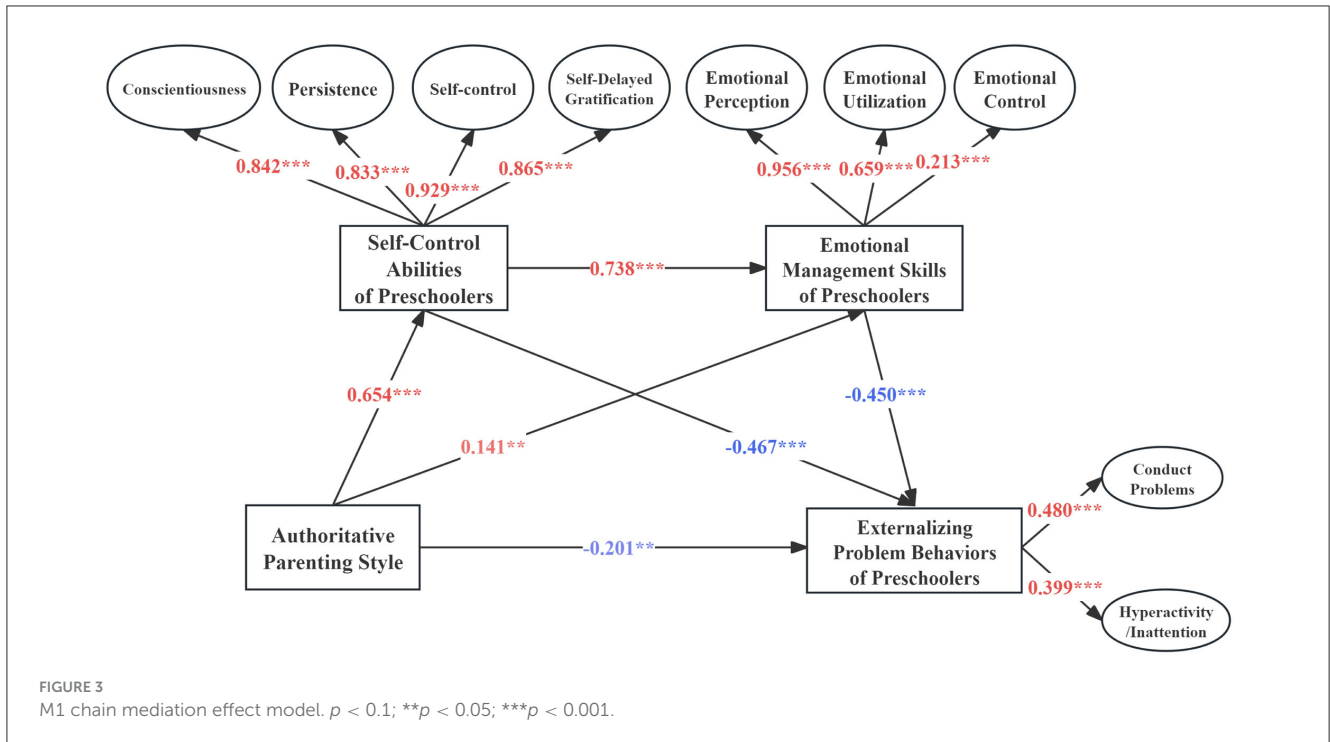 Conscientiousness
Persistence
Self-control
Self-Delayed
Gratification
Emotional
Perception
Emotional
Utilization
Emotional
Control
0.842***
0.833***
0.929***
0.865***
0.956***
0.659***
0.213***
Self-Control
Abilities
of Preschoolers
0.738***
Emotional
Management Skills
of Preschoolers
0.654***
0.141**
-0.467***
-0.450***
Authoritative
Parenting Style
-0.201**
Externalizing
Problem Behaviors
of Preschoolers
0.480***
0.399***
Conduct
Problems
Hyperactivity
/Inattention
FIGURE 3
M1 chain mediation effect model. p < 0.1; **p < 0.05; ***p < 0.001.